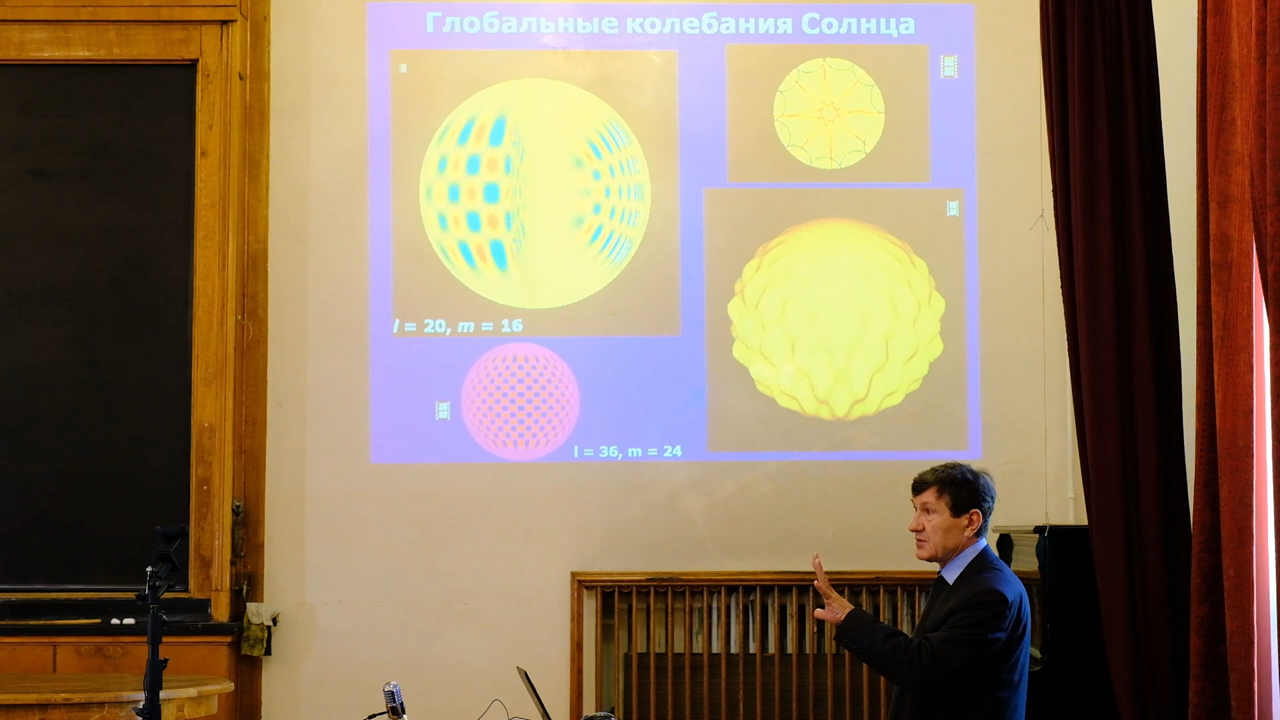 Глобальные колебания Солнца
l = 20, m = 16
l = 36, m = 24